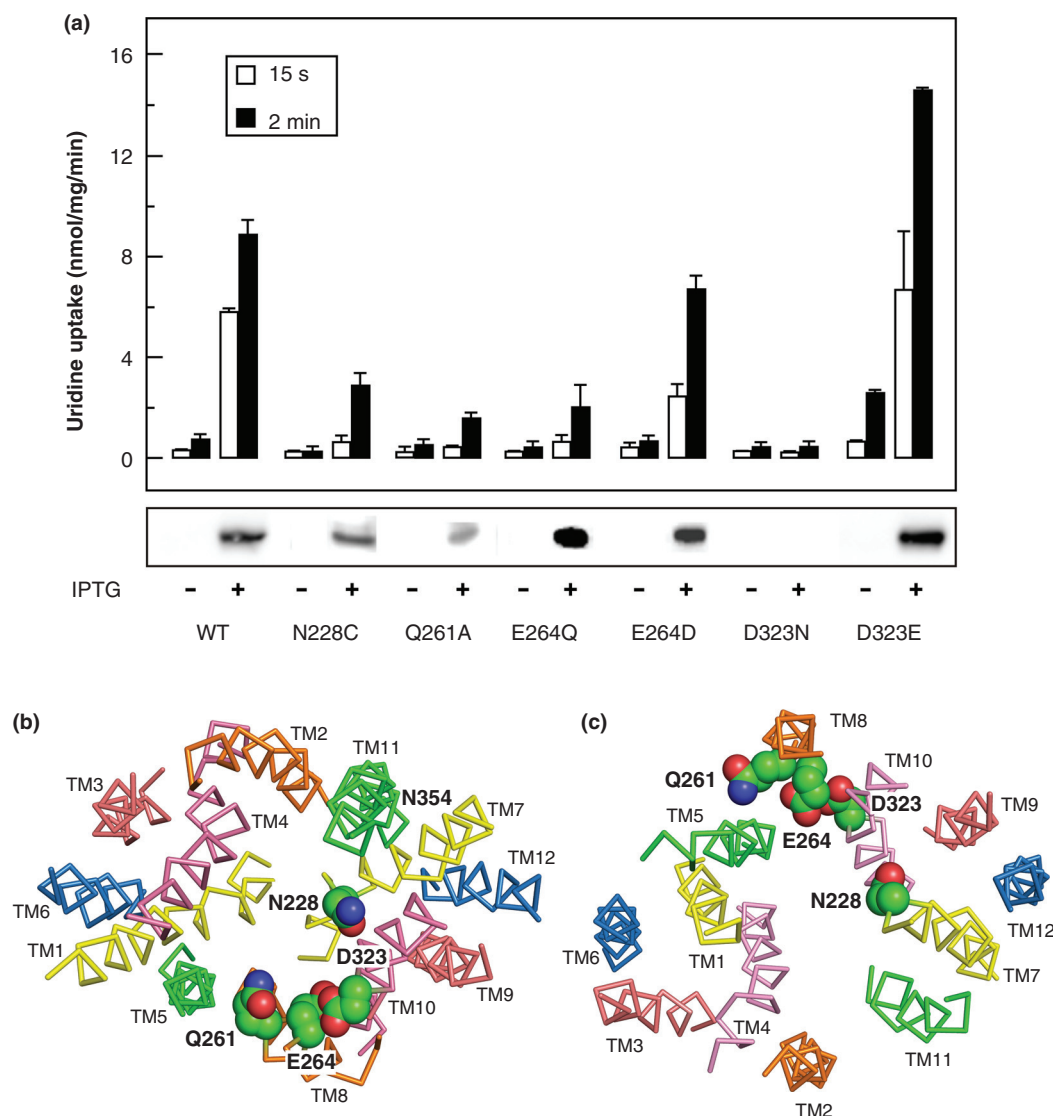 (a)
16
12
8
4
0
Uridine uptake (nmol/mg/min)
15 s
2 min
IPTG - + - + - + - + - + - + - +
WT N228C Q261A E264Q E264D D323N D323E
(b)
TM2
TM11
TM3
N354
TM7
TM4
TM12
TM6
N228
TM1
D323
TM9
TM5
TM10
Q261
E264
TM8
(c)
TM8
Q261
TM10
D323
TM9
TM5
E264
N228
TM12
TM6
TM1
TM7
TM3
TM4
TM11
TM2